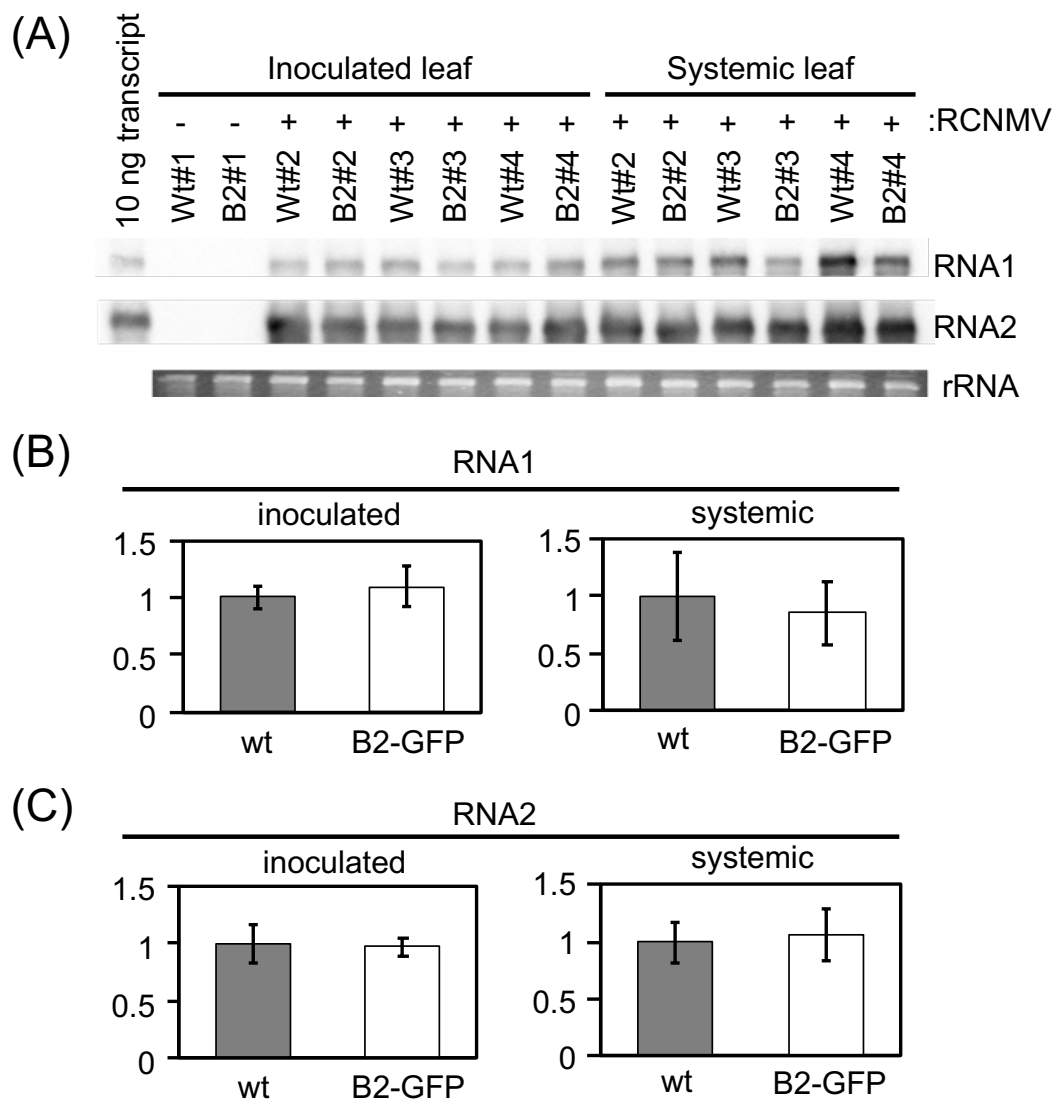 (A)
10 ng transcript
Inoculated leaf Systemic leaf
- - + + + + + + + + + + + + :RCNMV
Wt#1 B2#1 Wt#2 B2#2 Wt#3 B2#3 Wt#4 B2#4 Wt#2 B2#2 Wt#3 B2#3 Wt#4 B2#4
RNA1
RNA2
rRNA
(B)
RNA1
inoculated systemic
1.5 1.5
1 1
0.5 0.5
0 0
wt B2-GFP wt B2-GFP
(C)
RNA2
inoculated systemic
1.5 1.5
1 1
0.5 0.5
0 0
wt B2-GFP wt B2-GFP